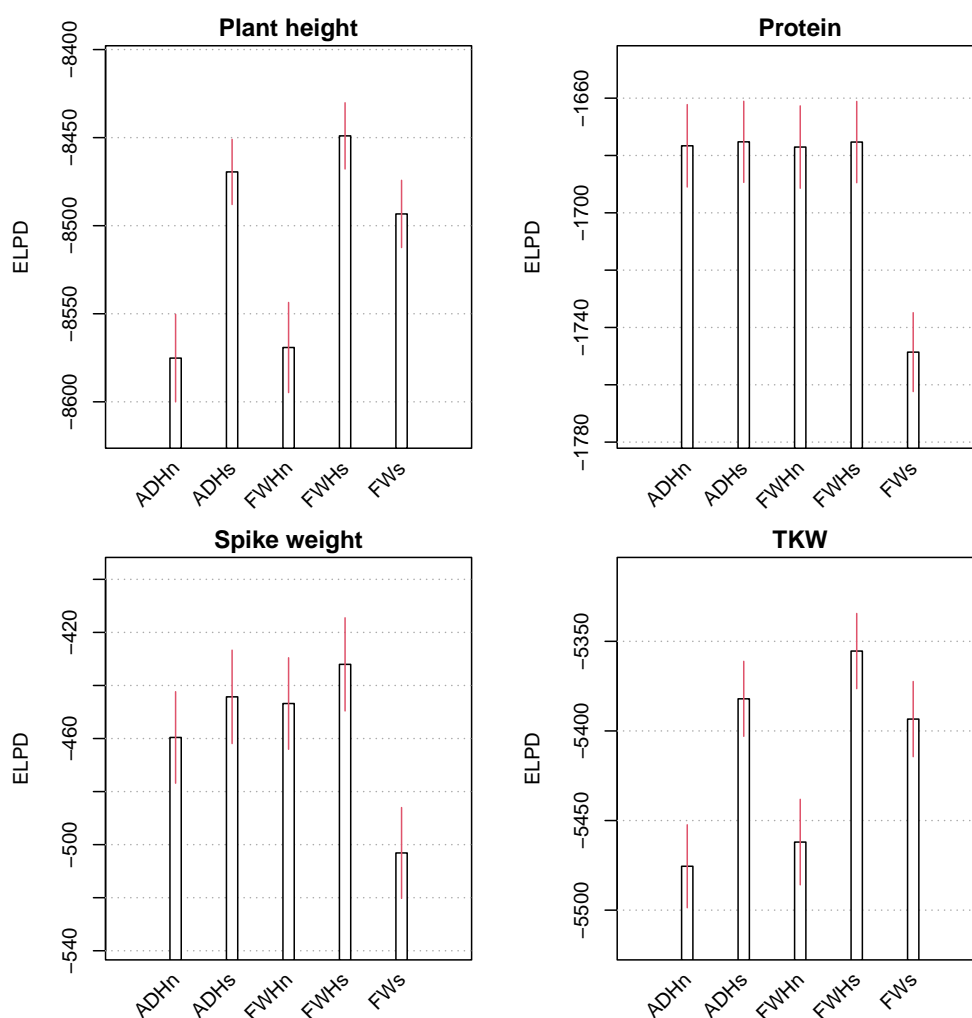 Plant height
ELPD
−8400
−8450
−8500
−8550
−8600
ADHn
ADHs
FWHn
FWHs
FWs
Protein
ELPD
−1660
−1700
−1740
−1780
ADHn
ADHs
FWHn
FWHs
FWs
Spike weight
ELPD
−420
−460
−500
−540
ADHn
ADHs
FWHn
FWHs
FWs
TKW
ELPD
−5350
−5400
−5450
−5500
ADHn
ADHs
FWHn
FWHs
FWs